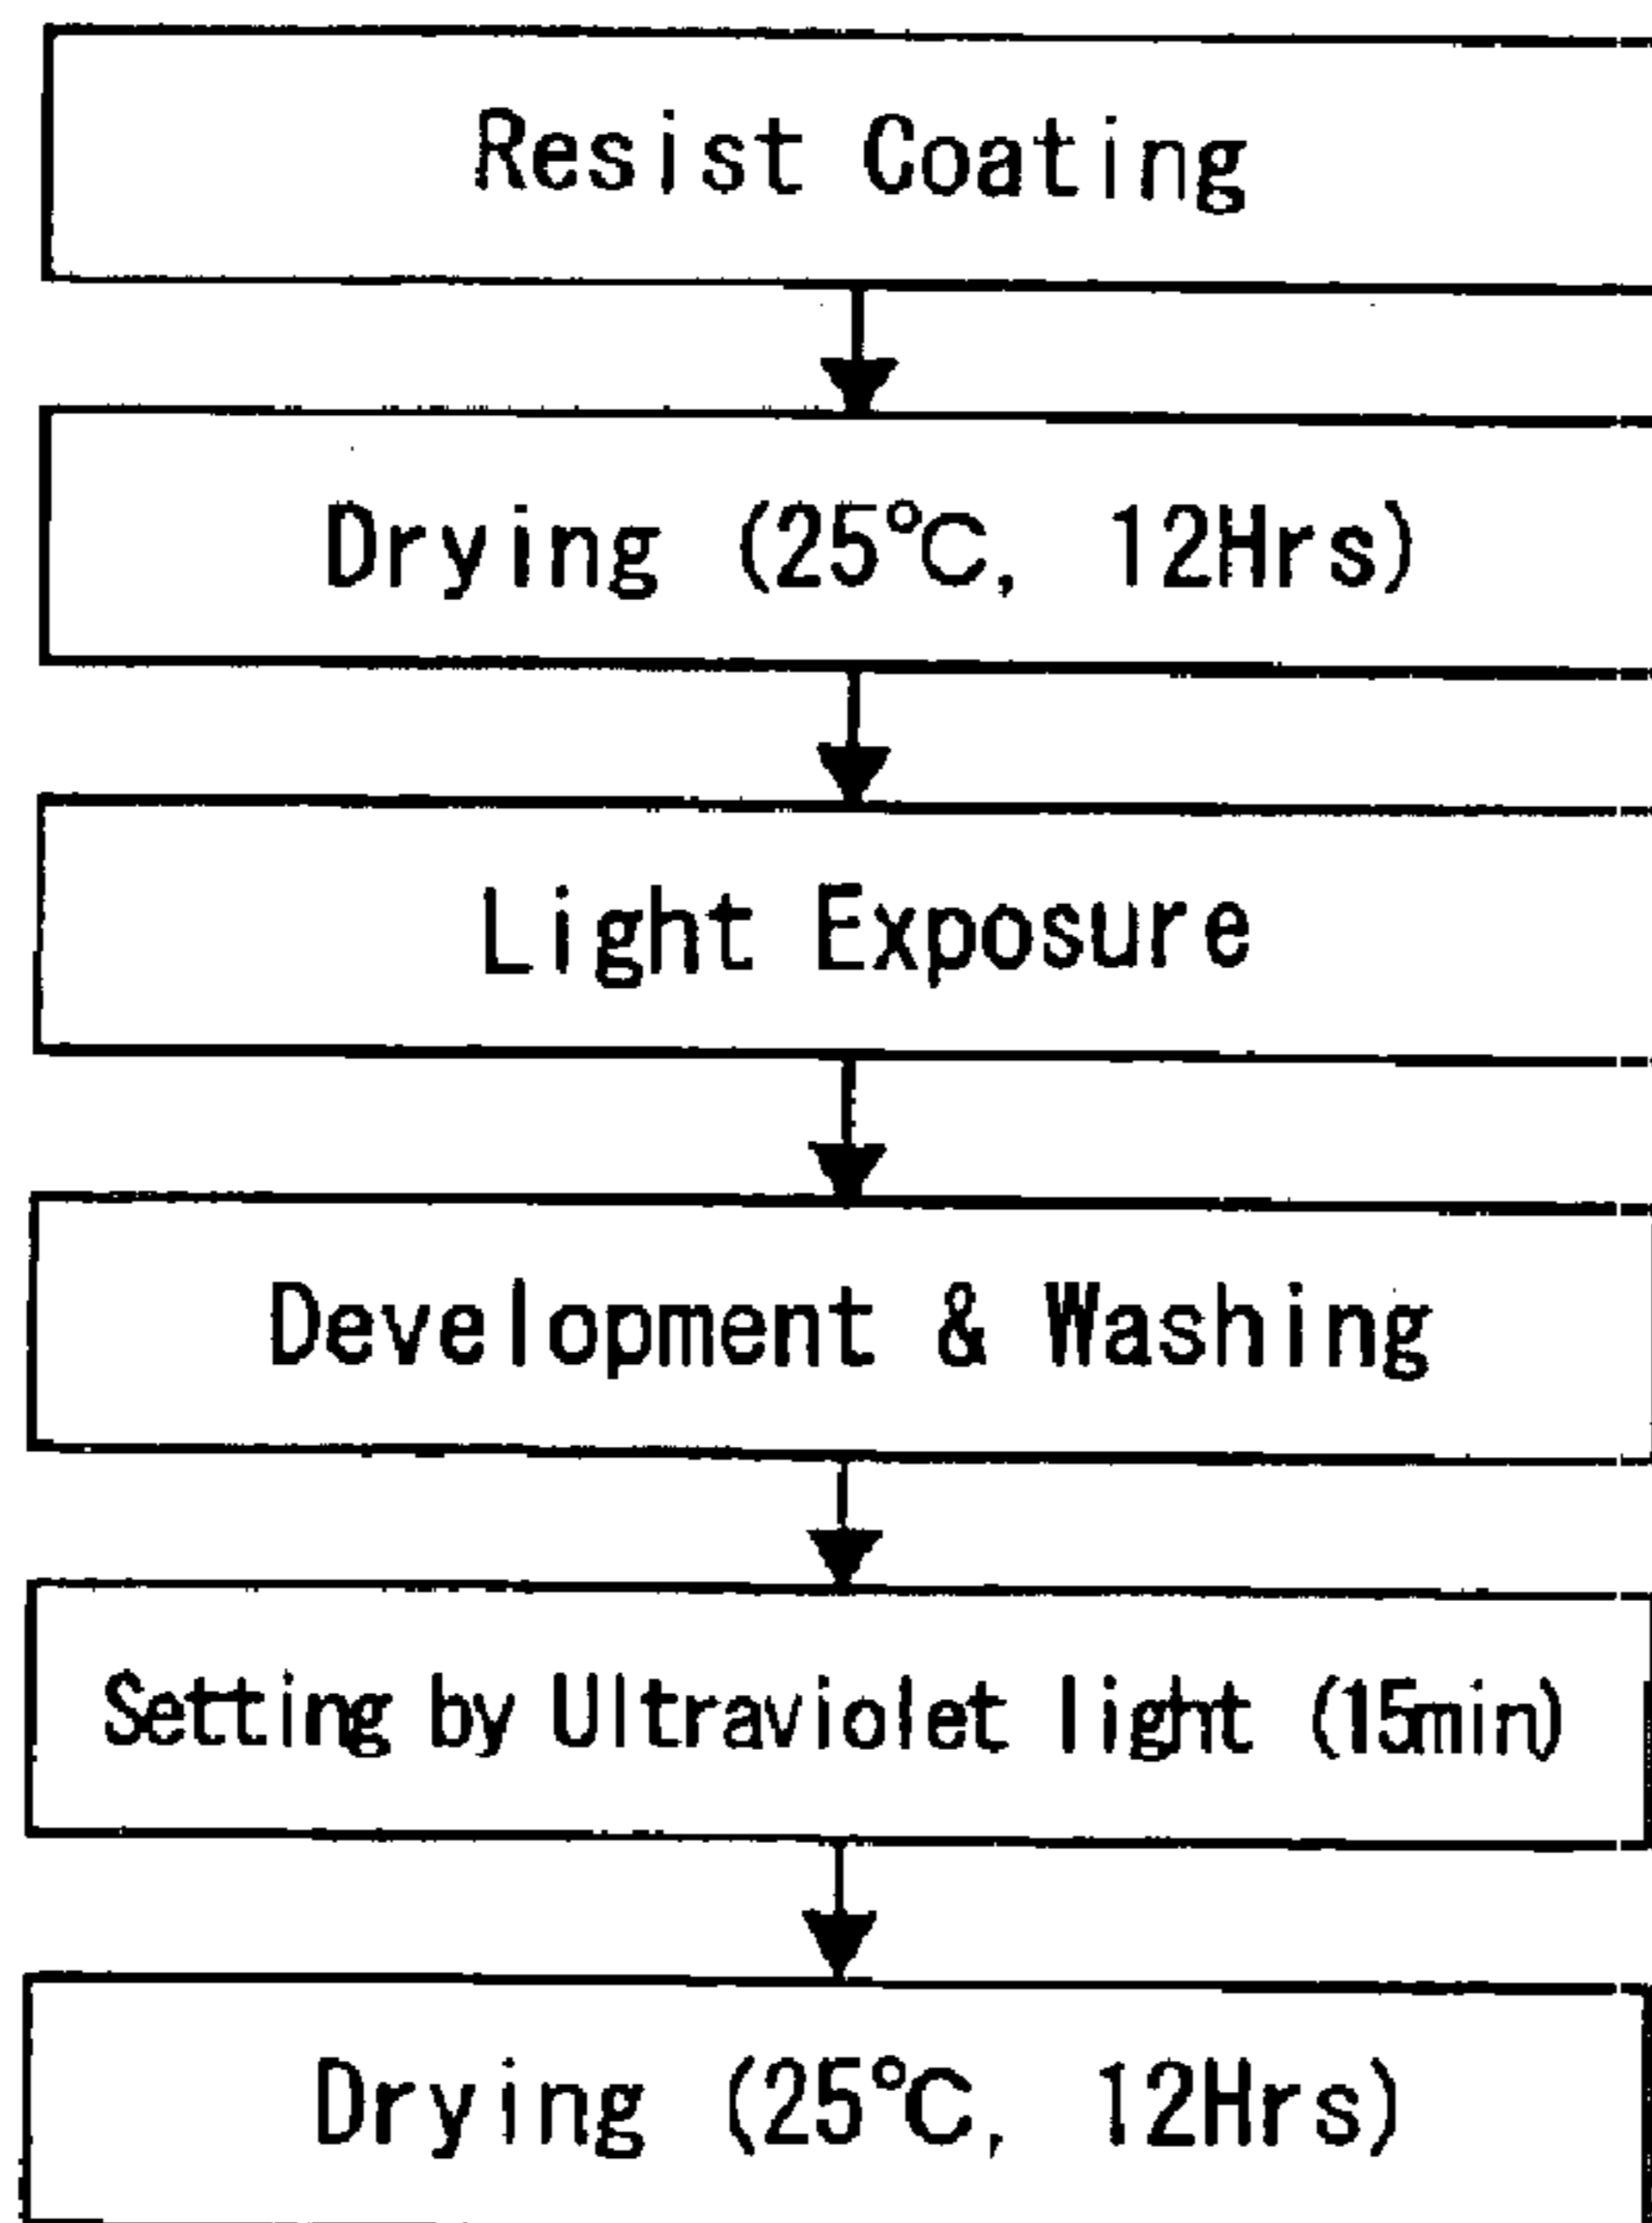 Resist Coating
Drying (25℃, 12Hrs)
Light Exposure
Development & Washing
Setting by Ultraviolet light (15min)
Drying (25℃, 12Hrs)